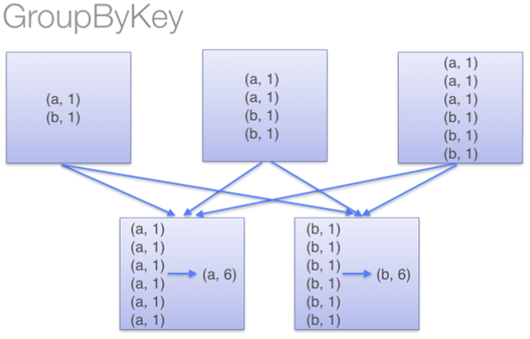 GroupByKey
(a, 1)
(b, 1)
(a, 1)
(a, 1)
(b, 1)
(b, 1)
(a, 1)
(a, 1)
(a, 1)
(b, 1)
(b, 1)
(b, 1)
(a, 1)
(a, 1)
(a, 1)
(a, 1)
(a, 1)
(a, 1)
(a, 6)
(b, 1)
(b, 1)
(b, 1)
(b, 1)
(b, 1)
(b, 1)
(b, 6)